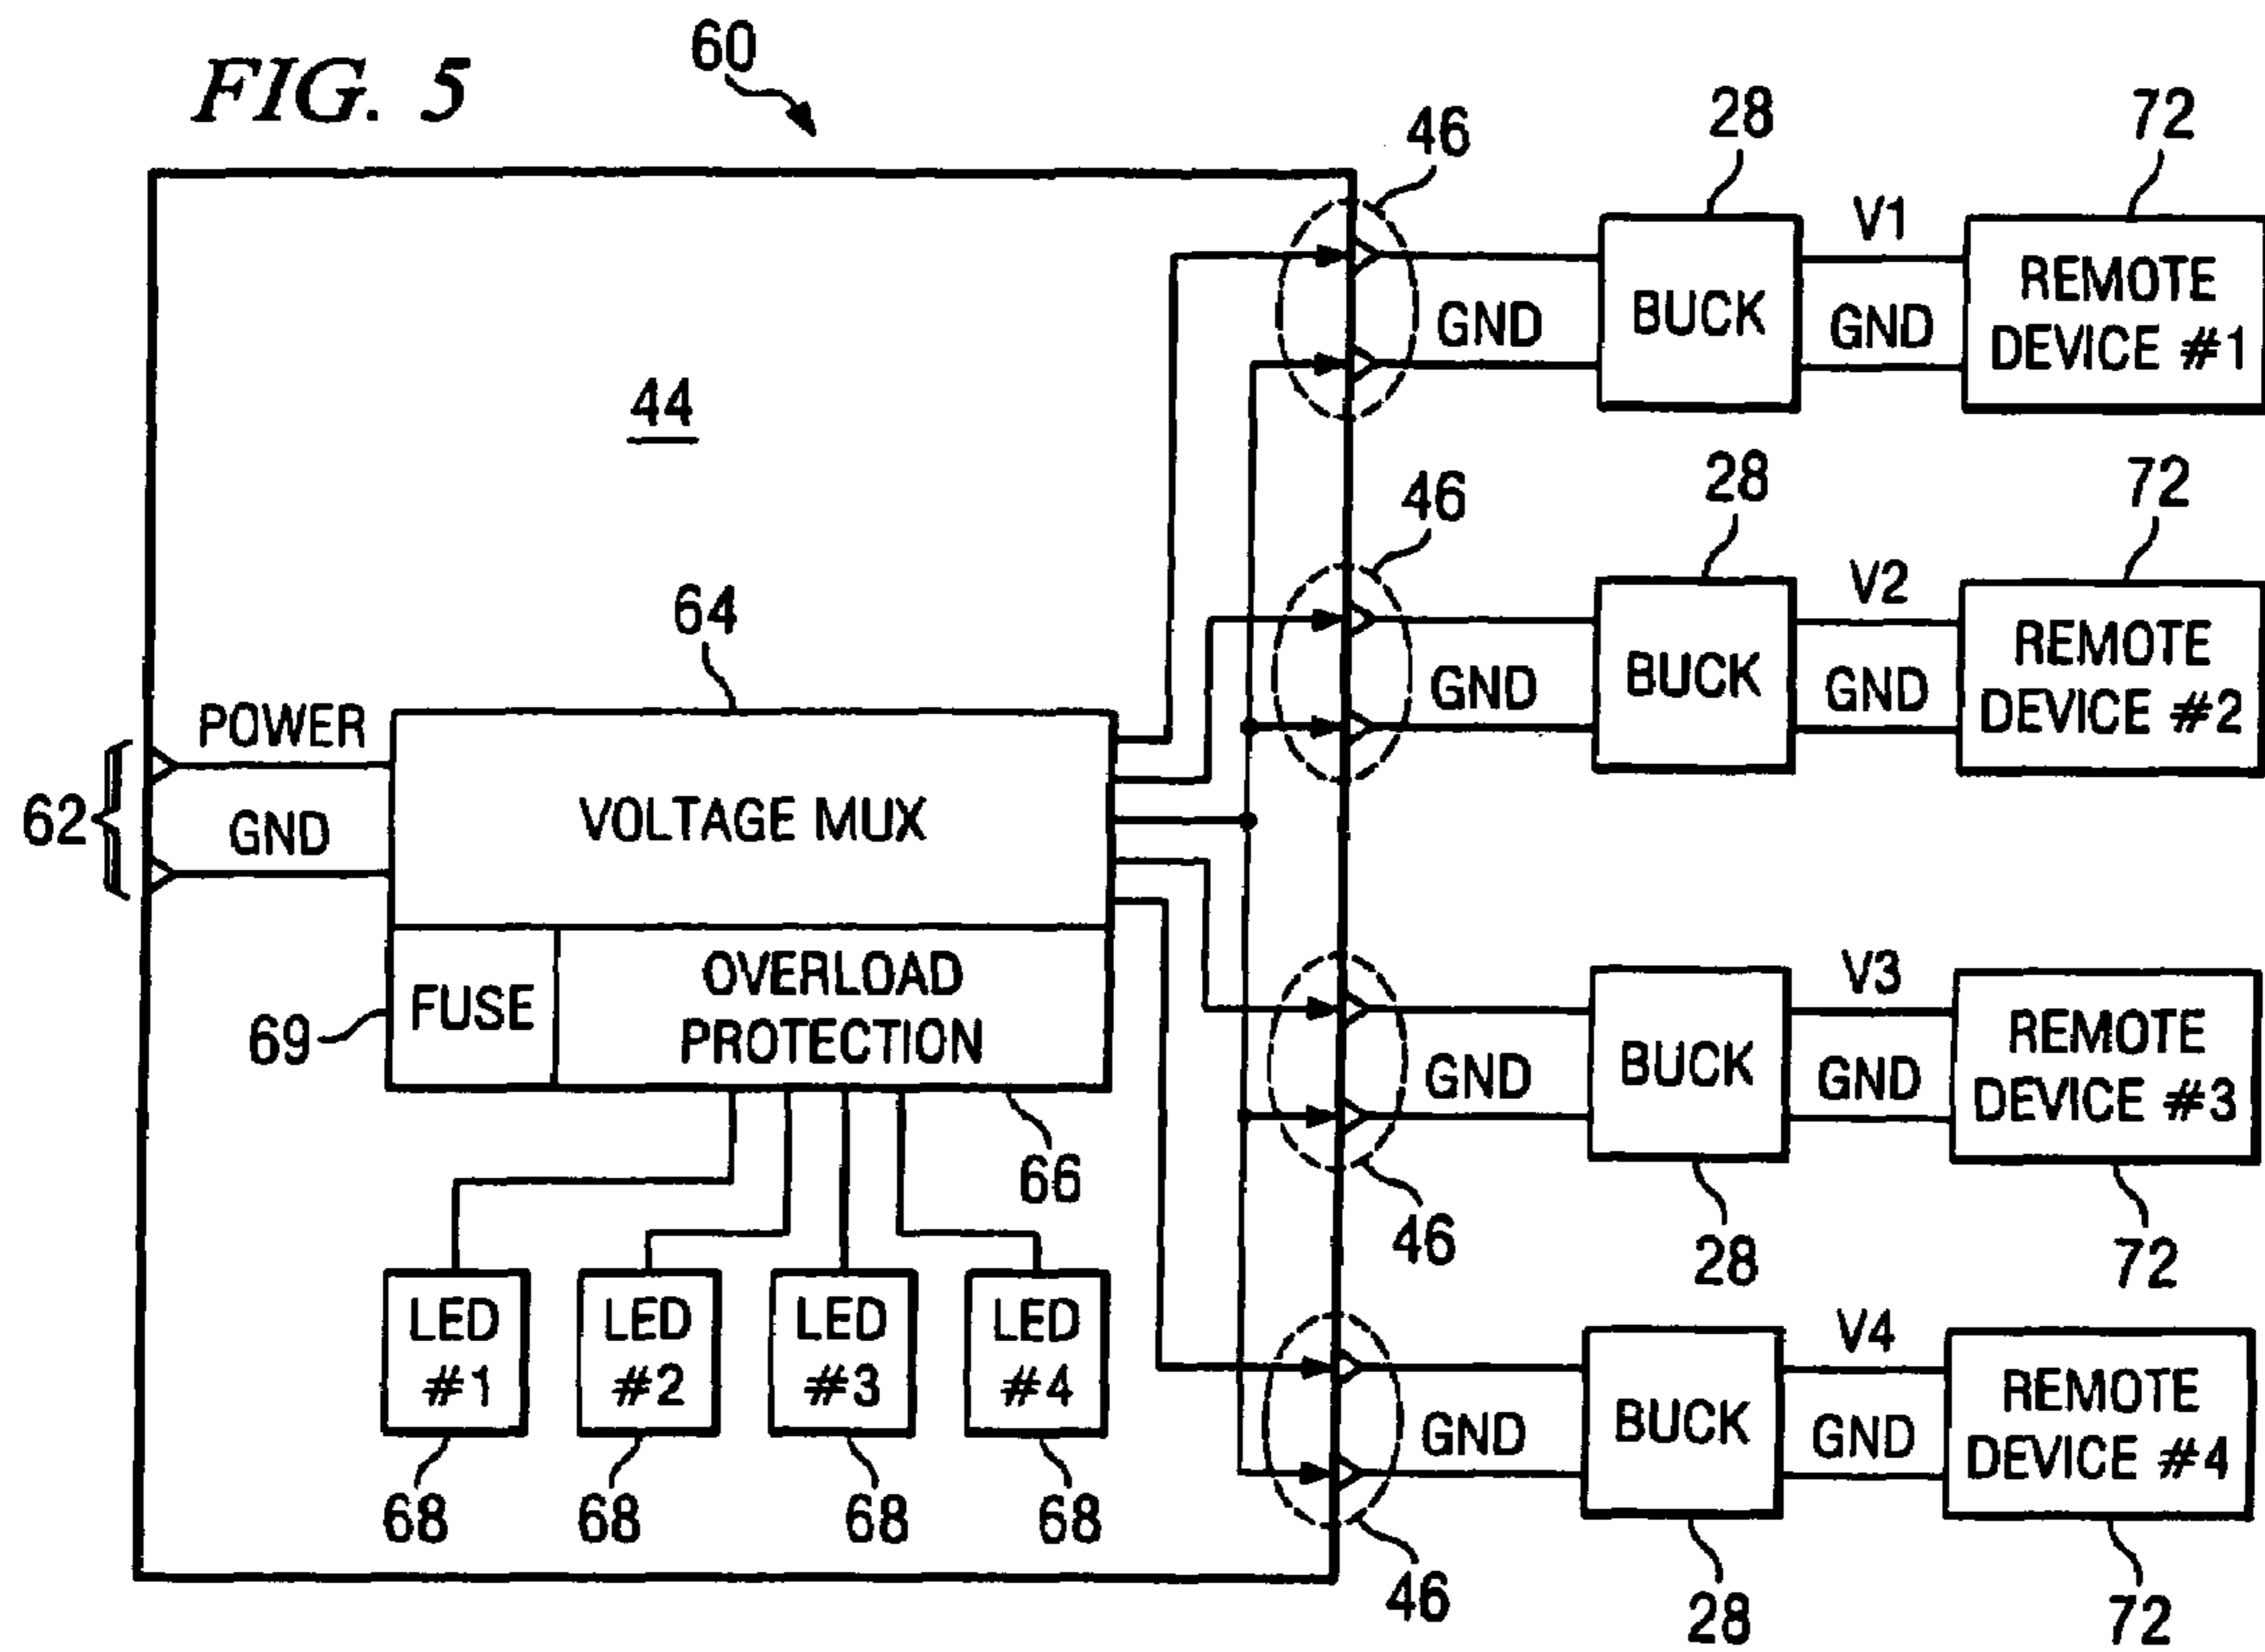 FIG. 5
60
46
28
72
V1
GND
BUCK
GND
REMOTE
DEVICE #1
44
46
28
72
V2
GND
BUCK
GND
REMOTE
DEVICE #2
64
POWER
62
GND
VOLTAGE MUX
FUSE
OVERLOAD
PROTECTION
69
66
V3
GND
BUCK
GND
REMOTE
DEVICE #3
46
28
72
LED
#1
LED
#2
LED
#3
LED
#4
68
68
68
68
V4
GND
BUCK
GND
REMOTE
DEVICE #4
46
28
72